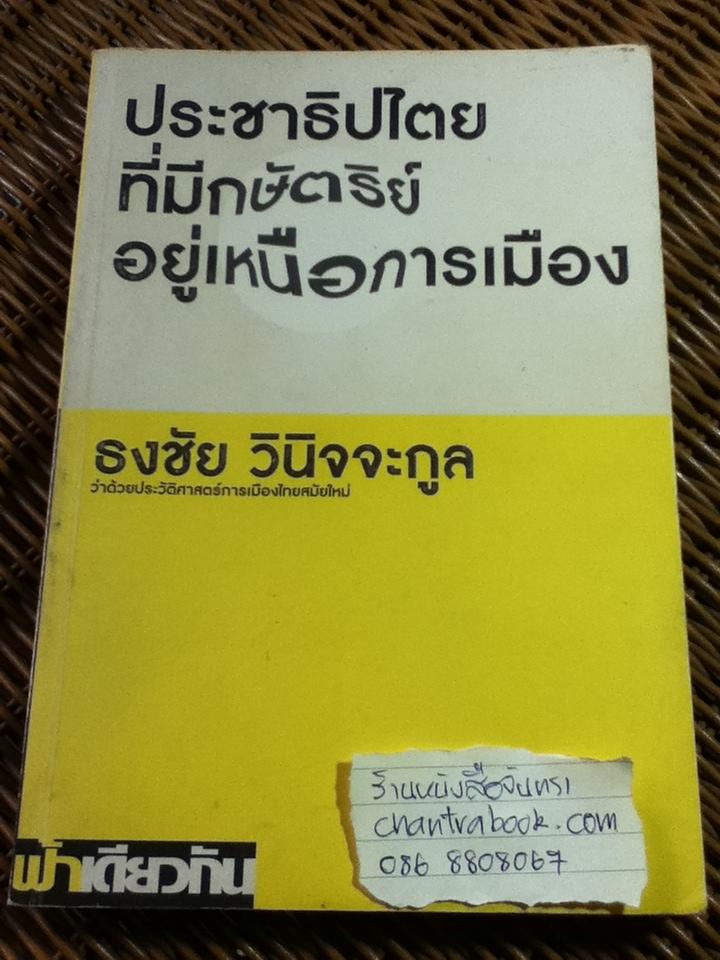 ประชาธิปไตย
ที่มีกษัตริย์
อยู่เหนือการเมือง
ธงชัย วินิจจะกูล
ว่าด้วยประวัติศาสตร์การเมืองไทยสมัยใหม่
ร้านหนังสือจันทรา
chantrabook.com
086 8808067
ฟ้าเดียวกัน